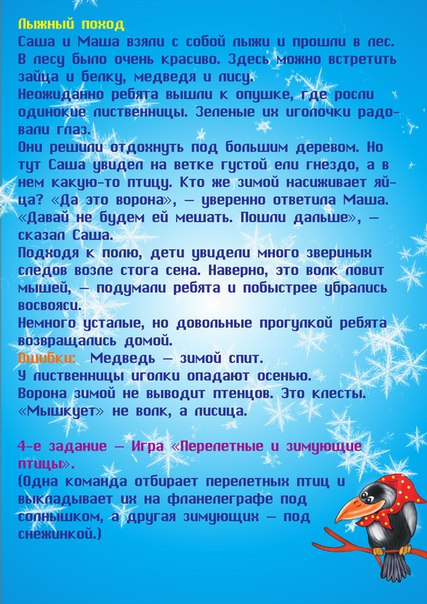 Лыжный поход
Саша и Маша взяли с собой лыжи и прошли в лес.
В лесу было очень красиво. Здесь можно встретить
зайца и белку, медведя и лису.
Неожиданно ребята вышли к опушке, где росли
одинокие лиственницы. Зеленые их иголочки радо-
вали глаз.
Они решили отдохнуть под большим деревом. Но
тут Саша увидел на ветке густой ели гнездо, а в
нем какую-то птицу. Кто же зимой насиживает яй-
ца? «Да это ворона», — уверенно ответила Маша.
«Давай не будем ей мешать. Пошли дальше», —
сказал Саша.
Подходя к полю, дети увидели много звериных
следов возле стога сена. Наверно, это волк ловит
мышей, — подумали ребята и побыстрее убрались
восвояси.
Немного усталые, но довольные прогулкой ребята
возвращались домой.
Ошибки: Медведь — зимой спит.
У лиственницы иголки опадают осенью.
Ворона зимой не выводит птенцов. Это клесты.
«Мышкует» не волк, а лисица.
4-е задание — Игра «Перелетные и зимующие
птицы».
(Одна команда отбирает перелетных птиц и
выкладывает их на фланелеграфе под
солнышком, а другая зимующих — под
снежинкой.)